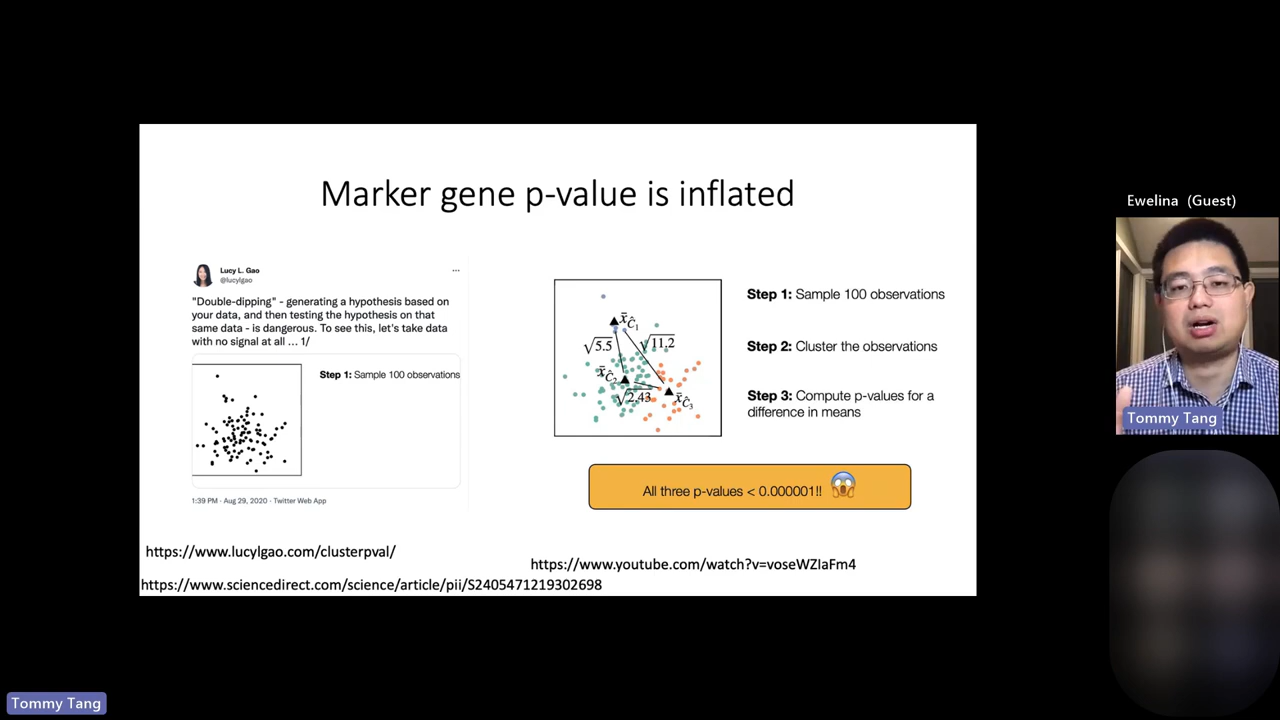 Marker gene p-value is inflated
Lucy L. Gao
@lucylgao
"Double-dipping" - generating a hypothesis based on
your data, and then testing the hypothesis on that
same data - is dangerous. To see this, let's take data
with no signal at all ... 1/
Step 1: Sample 100 observations
1:39 PM · Aug 29, 2020 · Twitter Web App
x̄Ĉ₁
√5.5
√11.2
x̄Ĉ₂
√2.43
x̄Ĉ₃
Step 1: Sample 100 observations
Step 2: Cluster the observations
Step 3: Compute p-values for a
difference in means
All three p-values < 0.000001!! 😱
https://www.lucylgao.com/clusterpval/
https://www.youtube.com/watch?v=voseWZIaFm4
https://www.sciencedirect.com/science/article/pii/S2405471219302698
Ewelina (Guest)
Tommy Tang
Tommy Tang